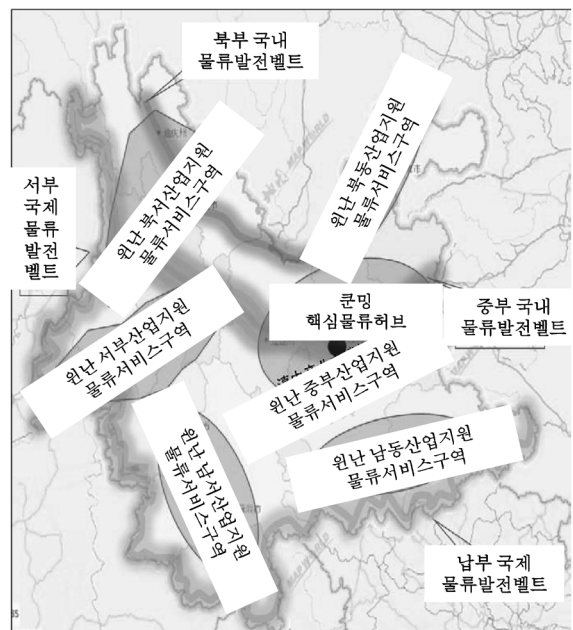 북부 국내
물류발전벨트
윈난 북서산업지원
물류서비스구역
윈난 북동산업지원
물류서비스구역
서부
국제
물류
발전
벨트
쿤밍
핵심물류허브
중부 국내
물류발전벨트
윈난 서부산업지원
물류서비스구역
윈난 중부산업지원
물류서비스구역
윈난 남서산업지원
물류서비스구역
윈난 남동산업지원
물류서비스구역
남부 국제
물류발전벨트
MAP WORLD
MAP WORLD